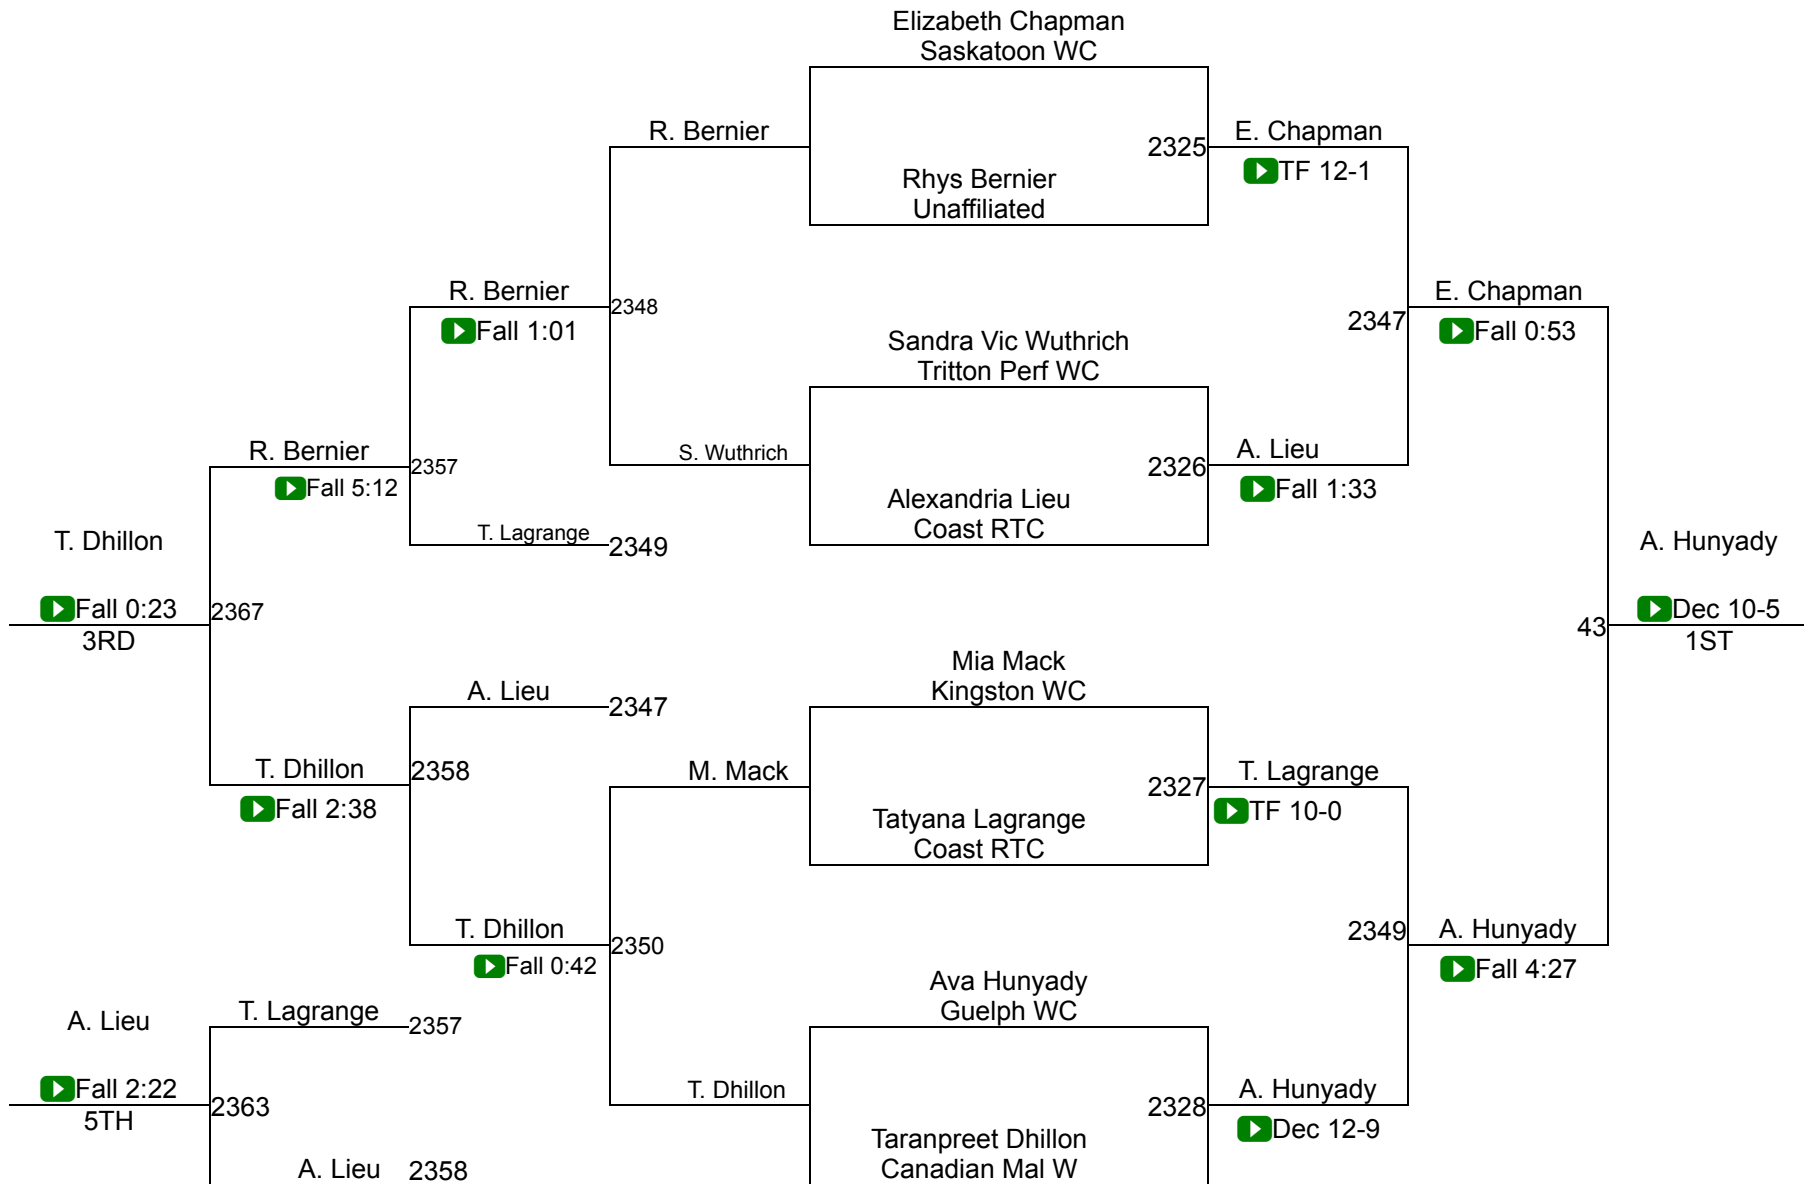 Elizabeth Chapman
Saskatoon WC
R. Bernier
2325
E. Chapman
TF 12-1
Rhys Bernier
Unaffiliated
R. Bernier
Fall 1:01
2348
2347
E. Chapman
Fall 0:53
Sandra Vic Wuthrich
Tritton Perf WC
R. Bernier
Fall 5:12
2357
S. Wuthrich
2326
A. Lieu
Fall 1:33
Alexandria Lieu
Coast RTC
T. Lagrange
2349
T. Dhillon
Fall 0:23
3RD
2367
43
A. Hunyady
Dec 10-5
1ST
Mia Mack
Kingston WC
A. Lieu
2347
T. Dhillon
Fall 2:38
2358
M. Mack
2327
T. Lagrange
TF 10-0
Tatyana Lagrange
Coast RTC
T. Dhillon
Fall 0:42
2350
2349
A. Hunyady
Fall 4:27
Ava Hunyady
Guelph WC
A. Lieu
Fall 2:22
5TH
T. Lagrange
2357
2363
T. Dhillon
2328
A. Hunyady
Dec 12-9
Taranpreet Dhillon
Canadian Mal W
A. Lieu
2358